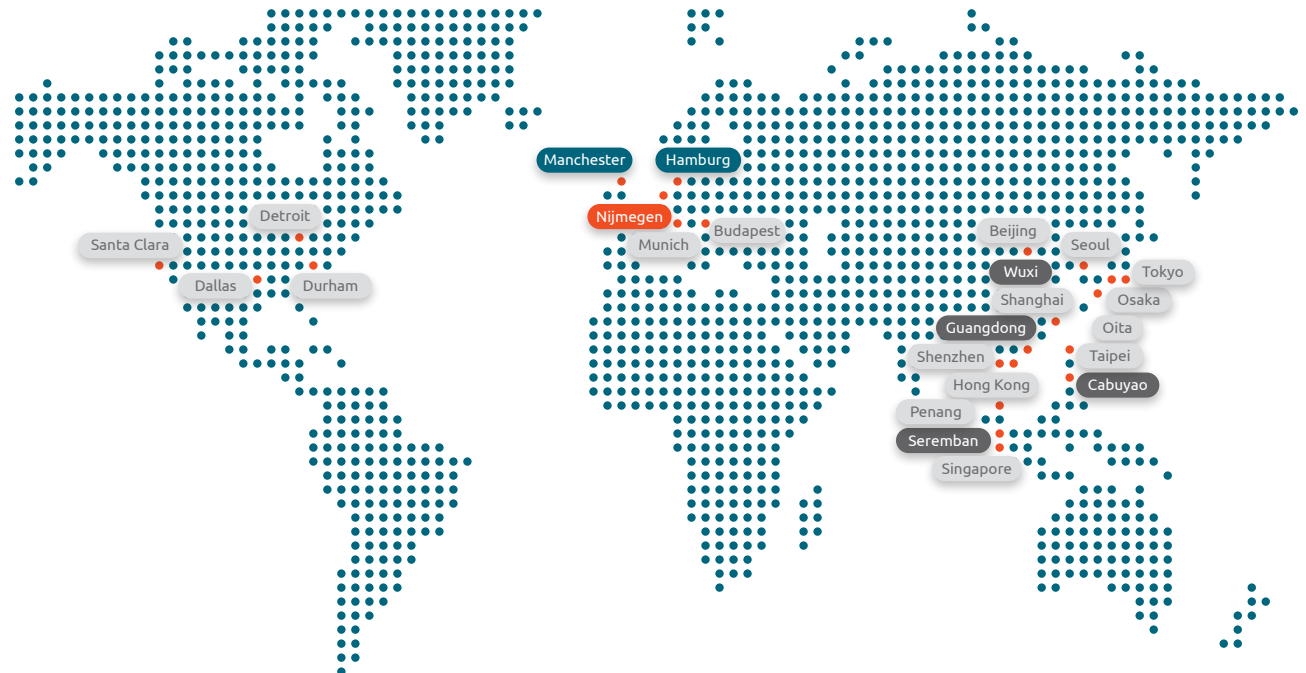 Manchester
Hamburg
Detroit
Nijmegen
Santa Clara
Munich
Budapest
Beijing
Seoul
Dallas
Durham
Wuxi
Tokyo
Shanghai
Osaka
Guangdong
Oita
Shenzhen
Taipei
Hong Kong
Cabuyao
Penang
Seremban
Singapore